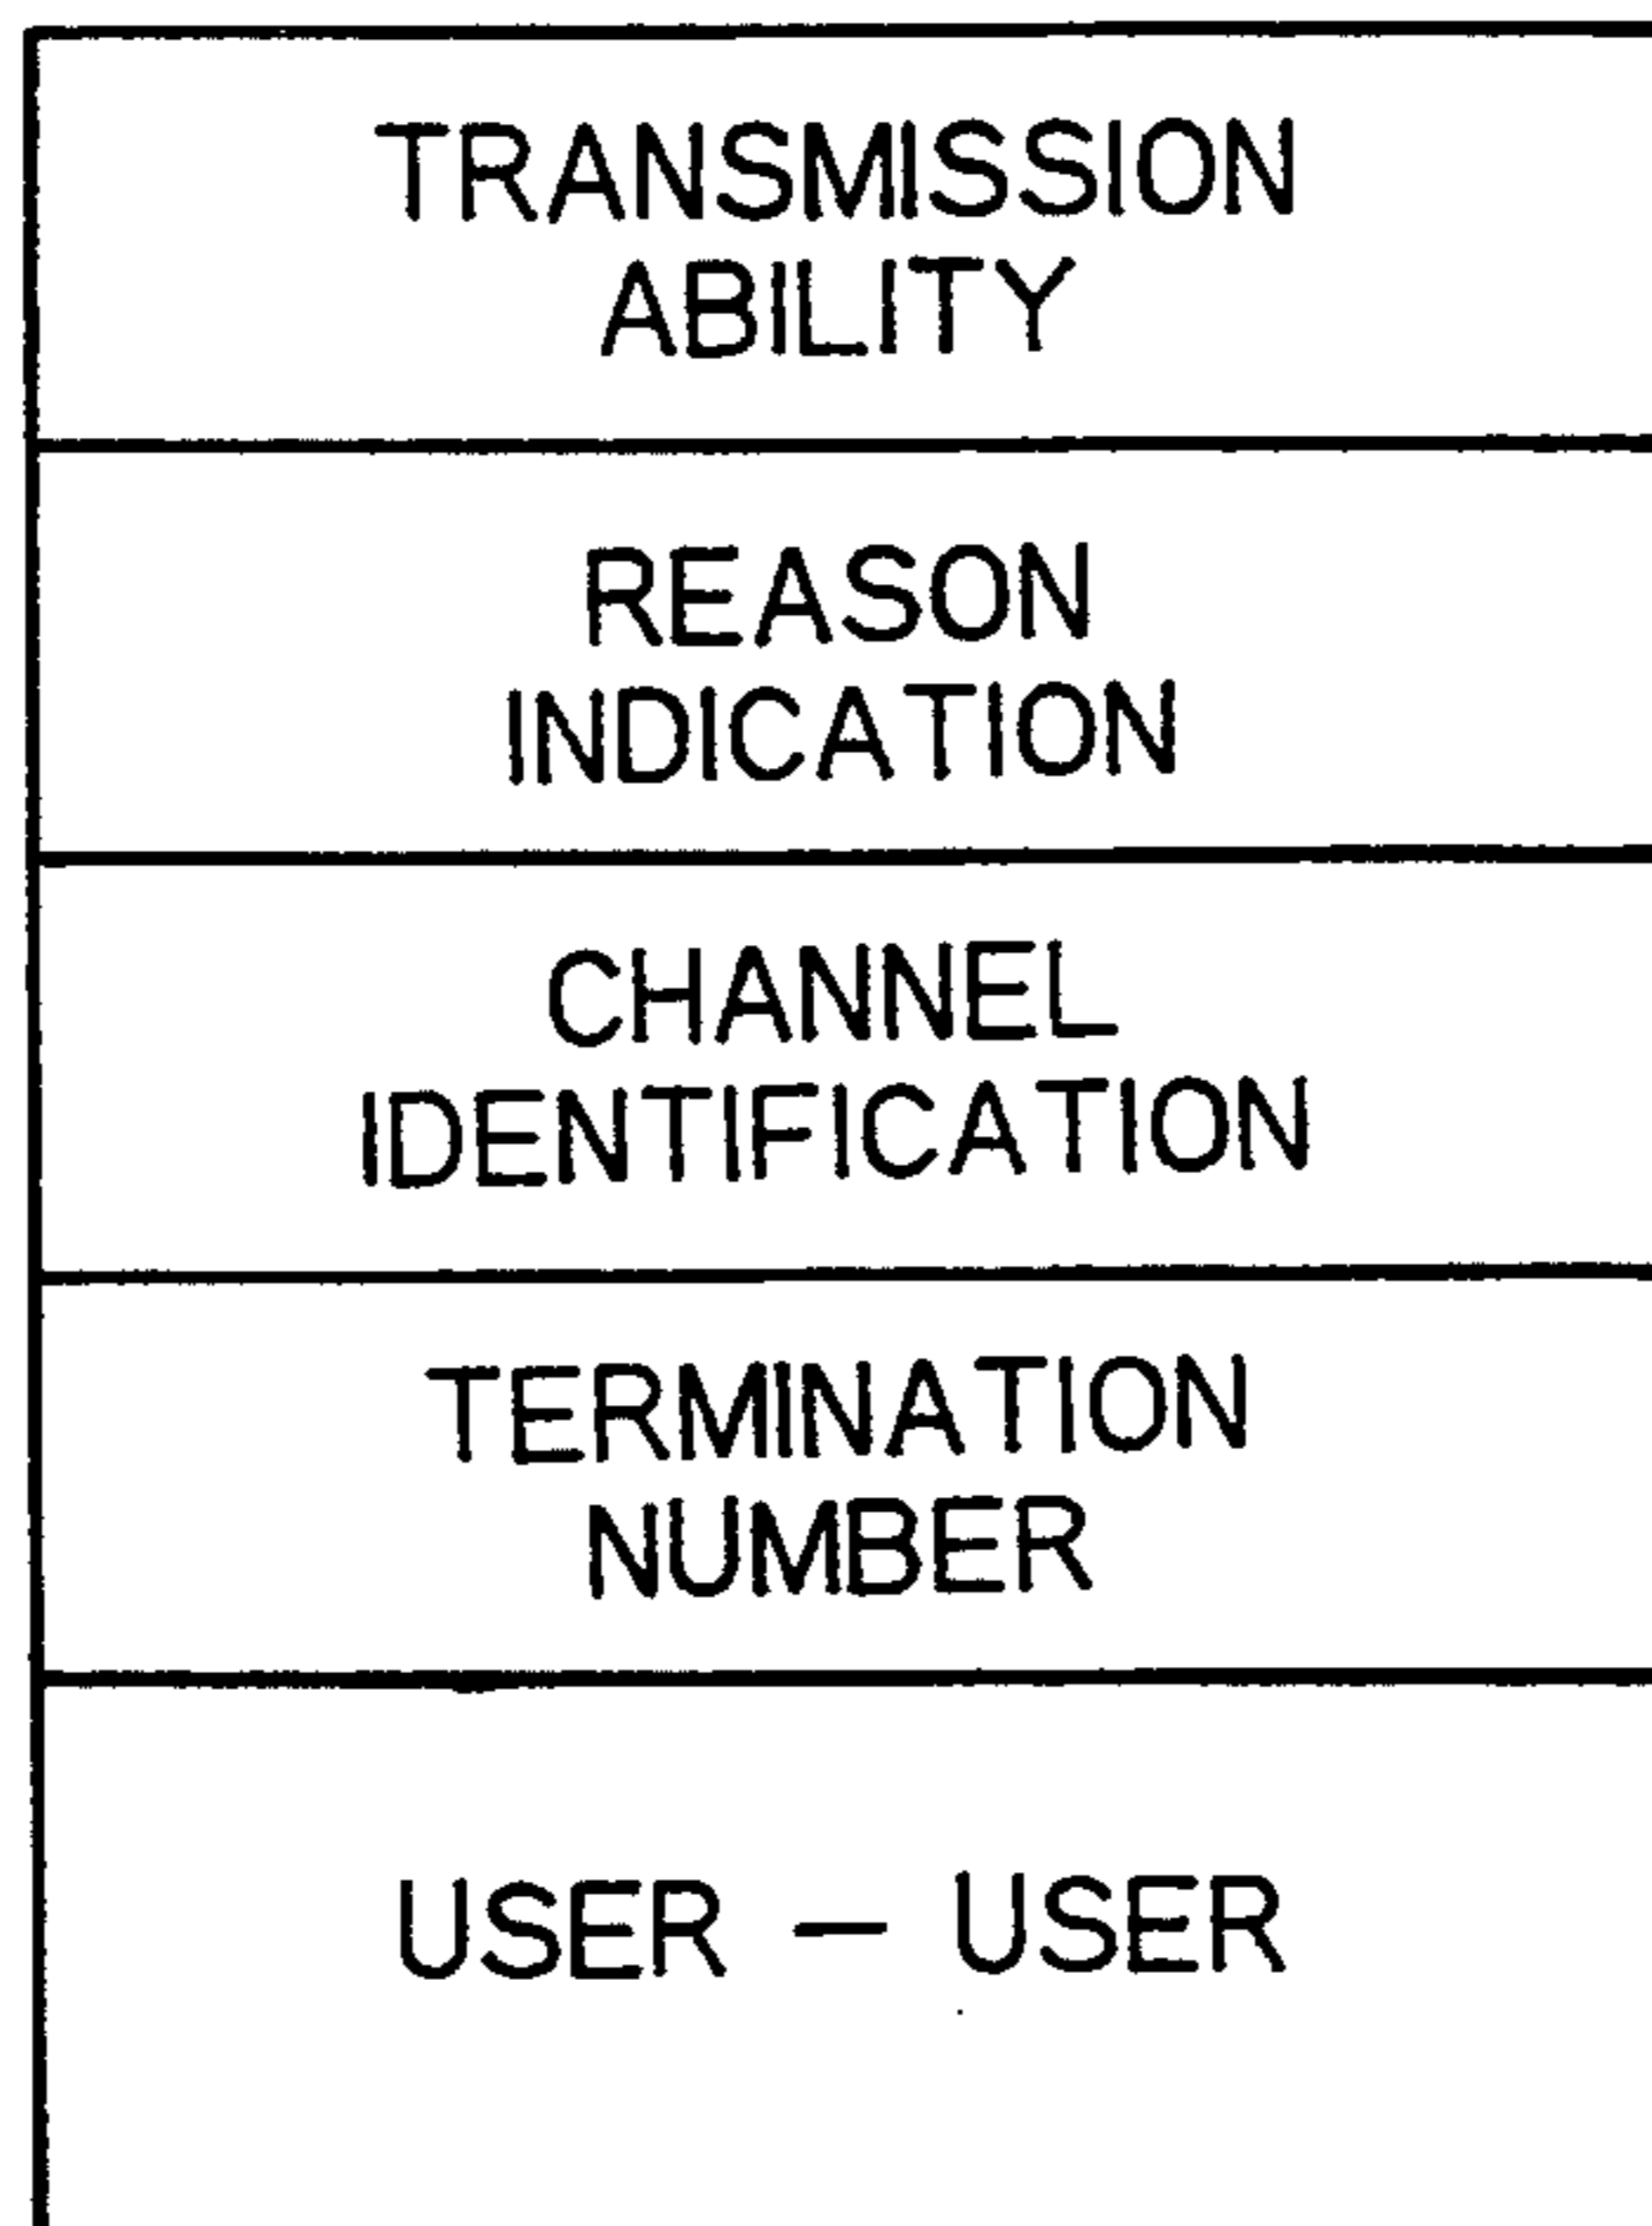 TRANSMISSION
ABILITY
REASON
INDICATION
CHANNEL
IDENTIFICATION
TERMINATION
NUMBER
USER — USER